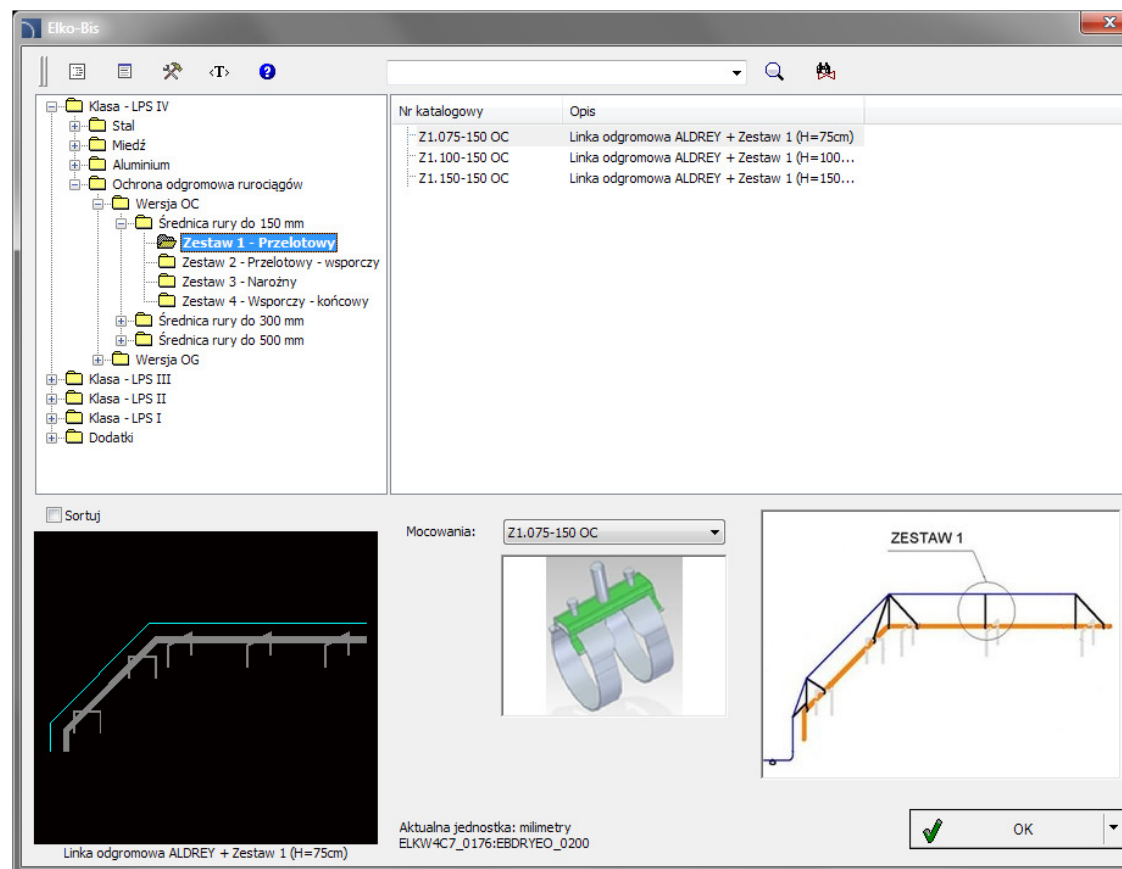 Elko-Bis
<T>
?
Klasa - LPS IV
Stal
Miedź
Aluminium
Ochrona odgromowa rurociągów
Wersja OC
Średnica rury do 150 mm
Zestaw 1 - Przelotowy
Zestaw 2 - Przelotowy - wsporczy
Zestaw 3 - Narożny
Zestaw 4 - Wsporczy - końcowy
Średnica rury do 300 mm
Średnica rury do 500 mm
Wersja OG
Klasa - LPS III
Klasa - LPS II
Klasa - LPS I
Dodatki
Nr katalogowy Opis
Z1.075-150 OC Linka odgromowa ALDREY + Zestaw 1 (H=75cm)
Z1.100-150 OC Linka odgromowa ALDREY + Zestaw 1 (H=100...
Z1.150-150 OC Linka odgromowa ALDREY + Zestaw 1 (H=150...
Sortuj
Linka odgromowa ALDREY + Zestaw 1 (H=75cm)
Mocowania: Z1.075-150 OC
ZESTAW 1
Aktualna jednostka: milimetry
ELKW4C7_0176:EBDRYEO_0200
OK